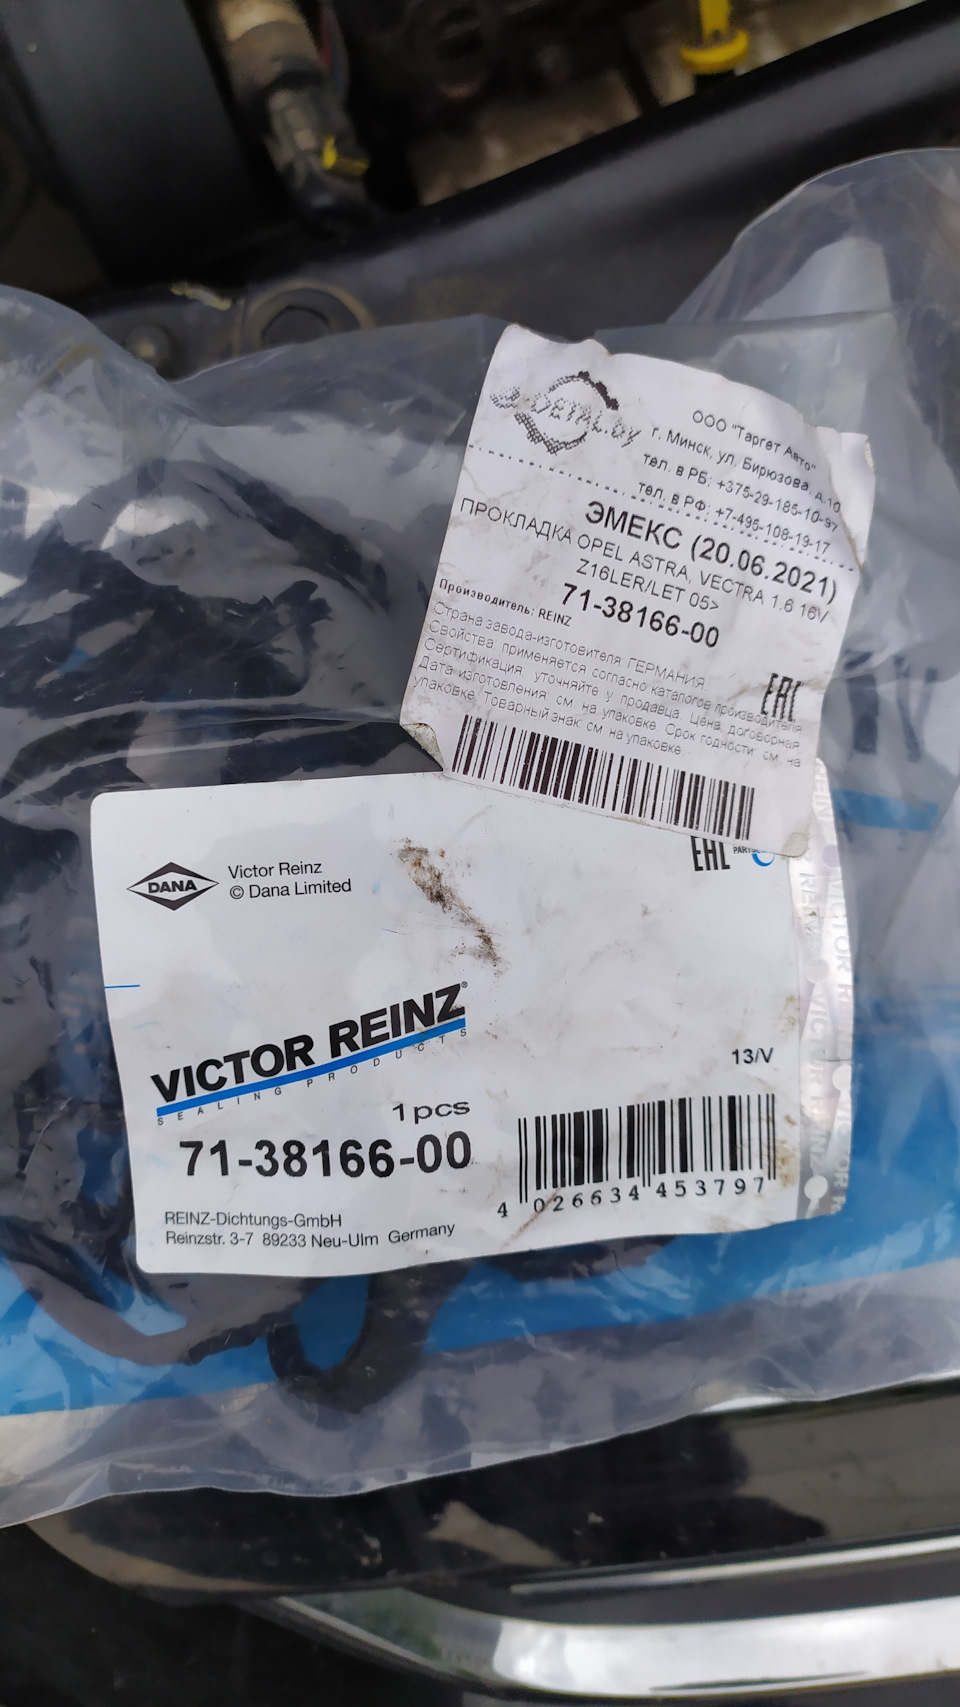 DETAL.by
ООО "Таргет Авто"
г. Минск, ул. Бирюзова, д.10
тел. в РБ: +375-29-185-10-97
тел. в РФ: +7-495-108-19-17
ЭМЕКС (20.06.2021)
ПРОКЛАДКА OPEL ASTRA, VECTRA 1.6 16V
Z16LER/LET 05>
71-38166-00
Производитель: REINZ
Страна завода-изготовителя: ГЕРМАНИЯ
Свойства: применяется согласно каталогов производителя
Сертификация: уточняйте у продавца. Цена: договорная
Дата изготовления: см. на упаковке. Срок годности: см. на
упаковке. Товарный знак: см. на упаковке.
EAC
EAC
DANA
Victor Reinz
© Dana Limited
VICTOR REINZ®
SEALING PRODUCTS
13/V
1 pcs
71-38166-00
4 026634 453797
REINZ-Dichtungs-GmbH
Reinzstr. 3-7 89233 Neu-Ulm Germany